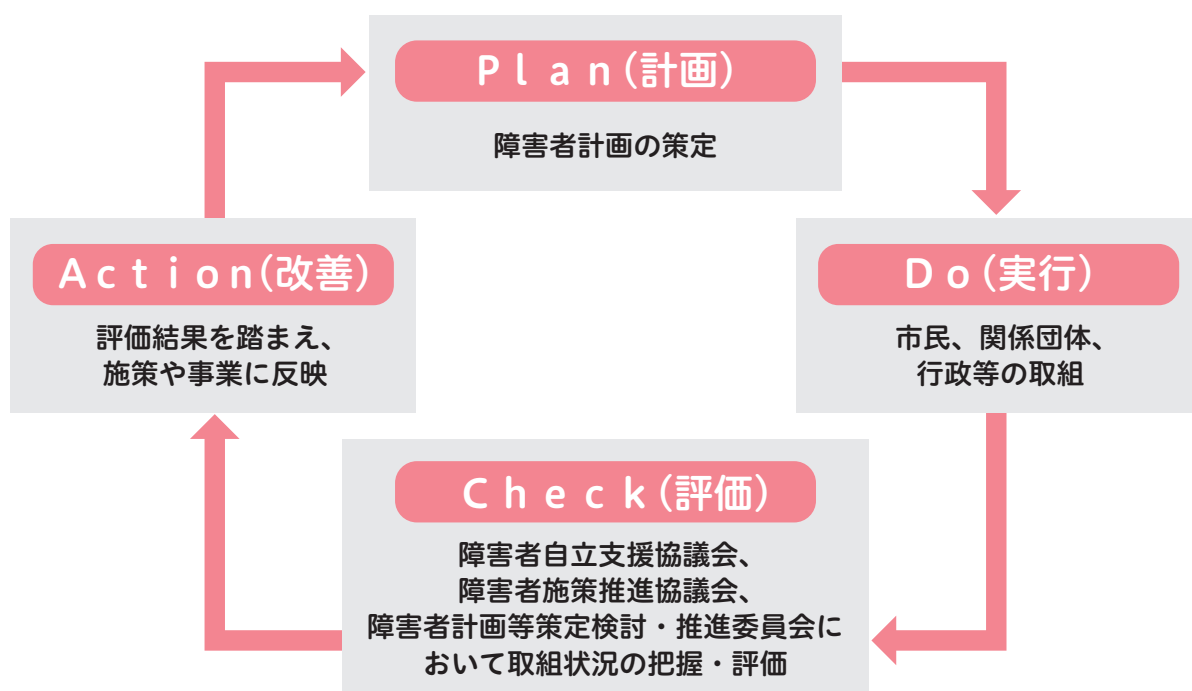 Plan(計画)
障害者計画の策定
Do(実行)
市民、関係団体、
行政等の取組
Check(評価)
障害者自立支援協議会、
障害者施策推進協議会、
障害者計画等策定検討・推進委員会に
おいて取組状況の把握・評価
Action(改善)
評価結果を踏まえ、
施策や事業に反映